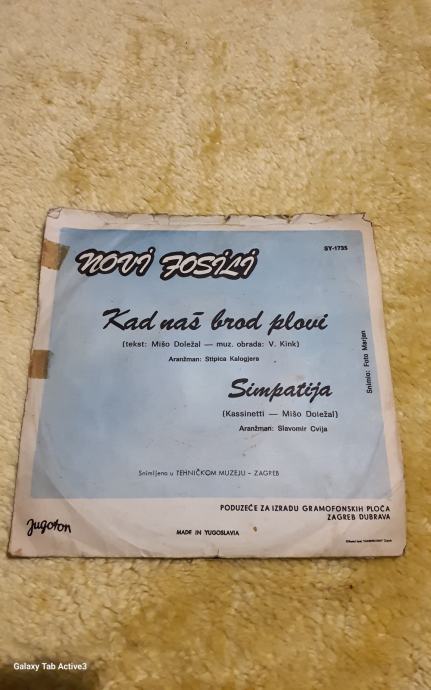 SY-1735
NOVI FOSILI
Kad naš brod plovi
(tekst: Mišo Doležal — muz. obrada: V. Kink)
Aranžman: Stipica Kalogjera
Snimio: Foto Marjan
Simpatija
(Kassinetti — Mišo Doležal)
Aranžman: Slavomir Cvija
Snimljeno u TEHNIČKOM MUZEJU - ZAGREB
PODUZEĆE ZA IZRADU GRAMOFONSKIH PLOČA
ZAGREB DUBRAVA
Jugoton
MADE IN YUGOSLAVIA
Galaxy Tab Active3